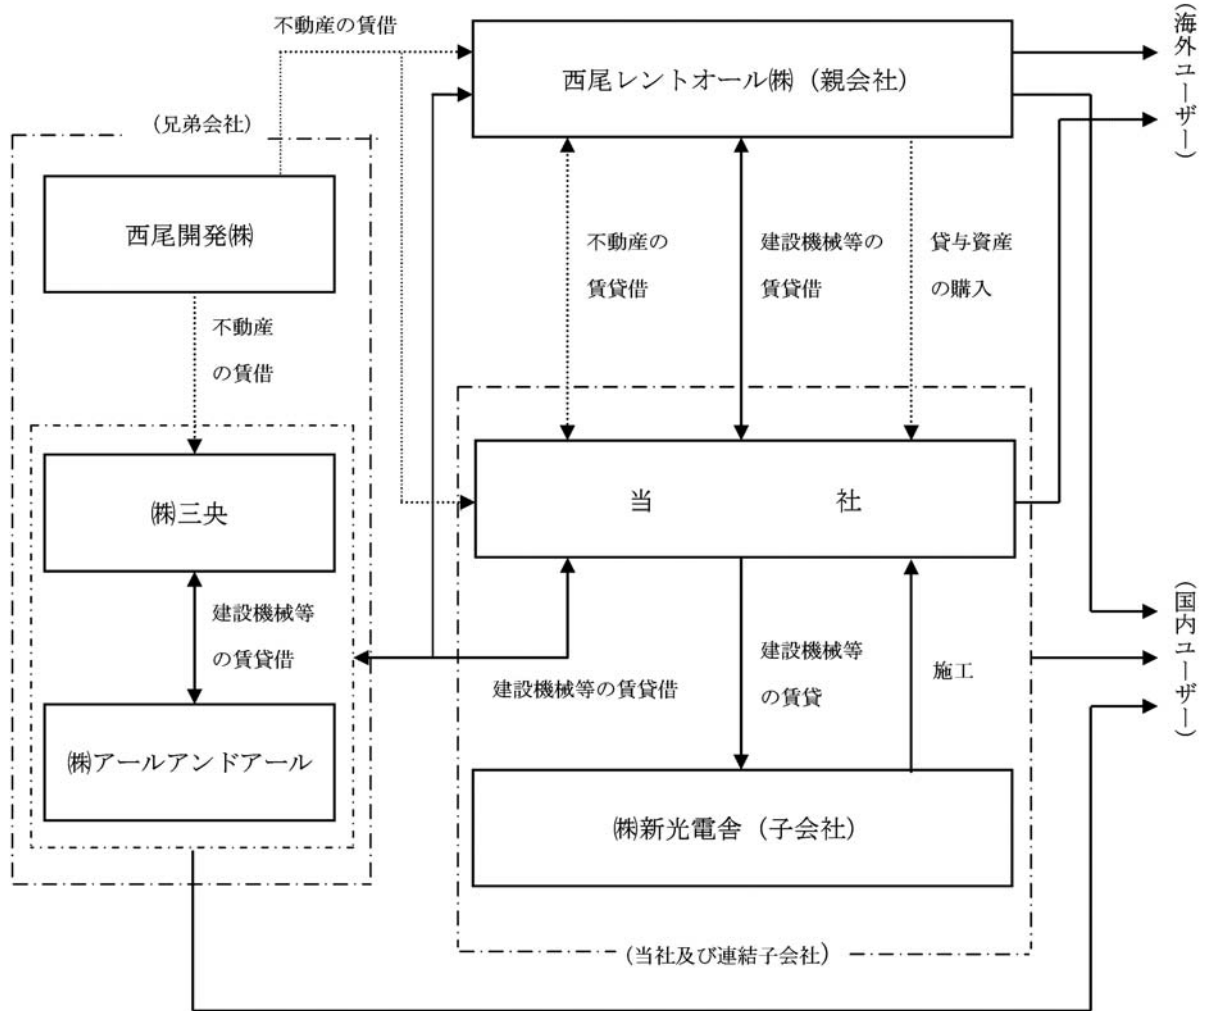 不動産の賃借
西尾レントオール㈱（親会社）
（海外ユーザー）
（兄弟会社）
西尾開発㈱
不動産の
賃貸借
建設機械等の
賃貸借
貸与資産
の購入
不動産
の賃借
㈱三央
当　　社
建設機械等
の賃貸借
建設機械等の賃貸借
建設機械等
の賃貸
施工
（国内ユーザー）
㈱アールアンドアール
㈱新光電舎（子会社）
（当社及び連結子会社）